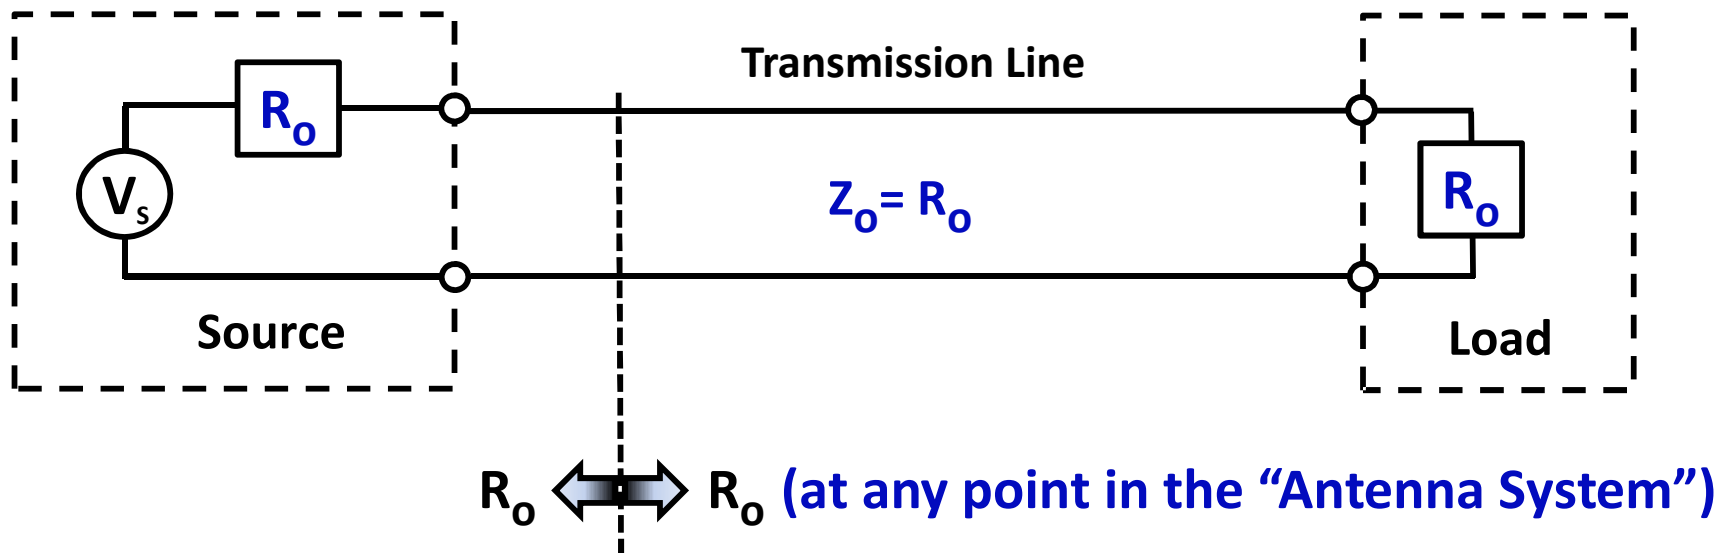 Transmission Line
Ro
Vs
Zo= Ro
Ro
Source
Load
Ro
Ro (at any point in the “Antenna System”)